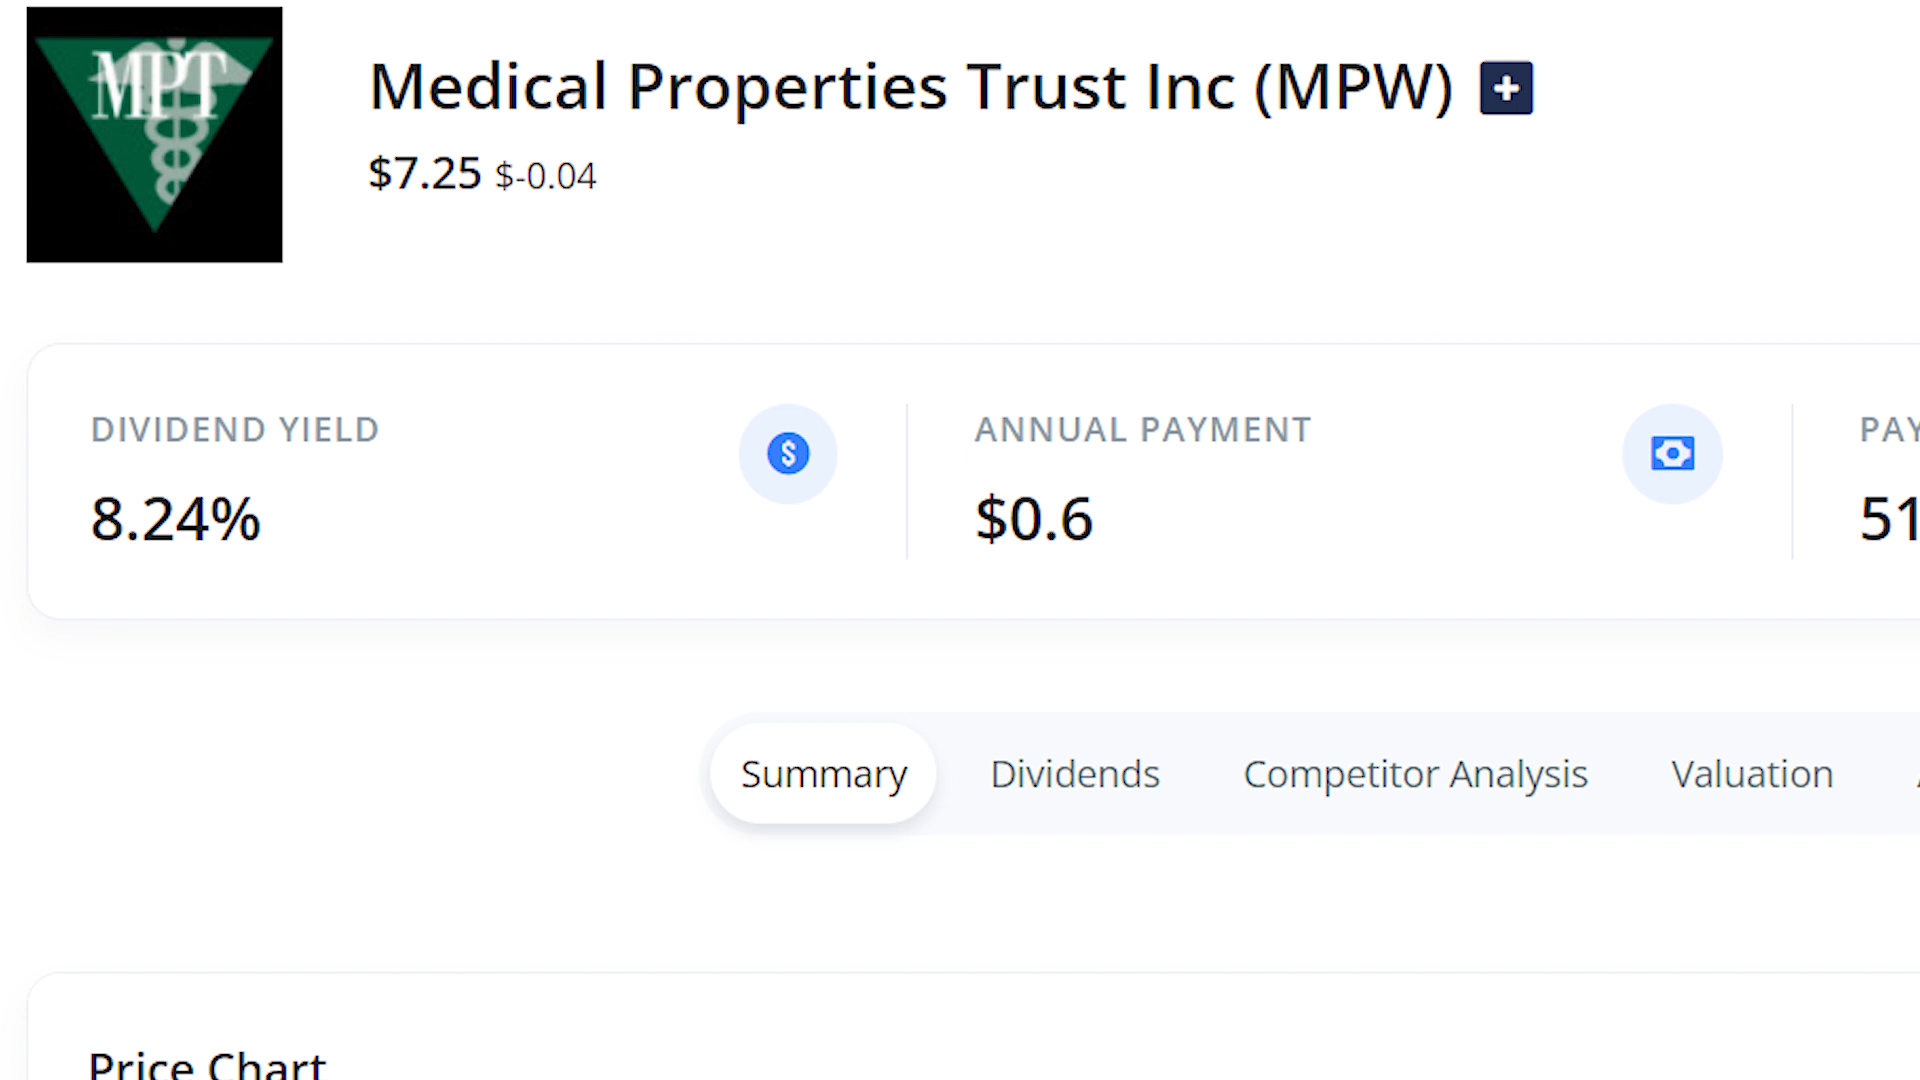 MPT
Medical Properties Trust Inc (MPW)
$7.25 $-0.04
DIVIDEND YIELD
8.24%
ANNUAL PAYMENT
$0.6
PAY
51
Summary
Dividends
Competitor Analysis
Valuation
Price Chart